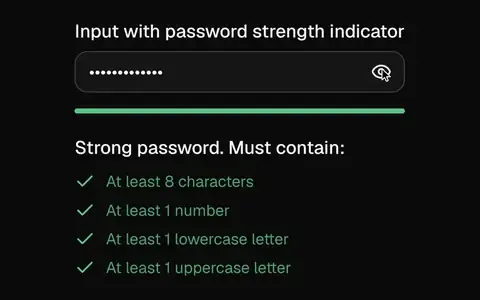 Input with password strength indicator
•••••••••••••
Strong password. Must contain:
At least 8 characters
At least 1 number
At least 1 lowercase letter
At least 1 uppercase letter